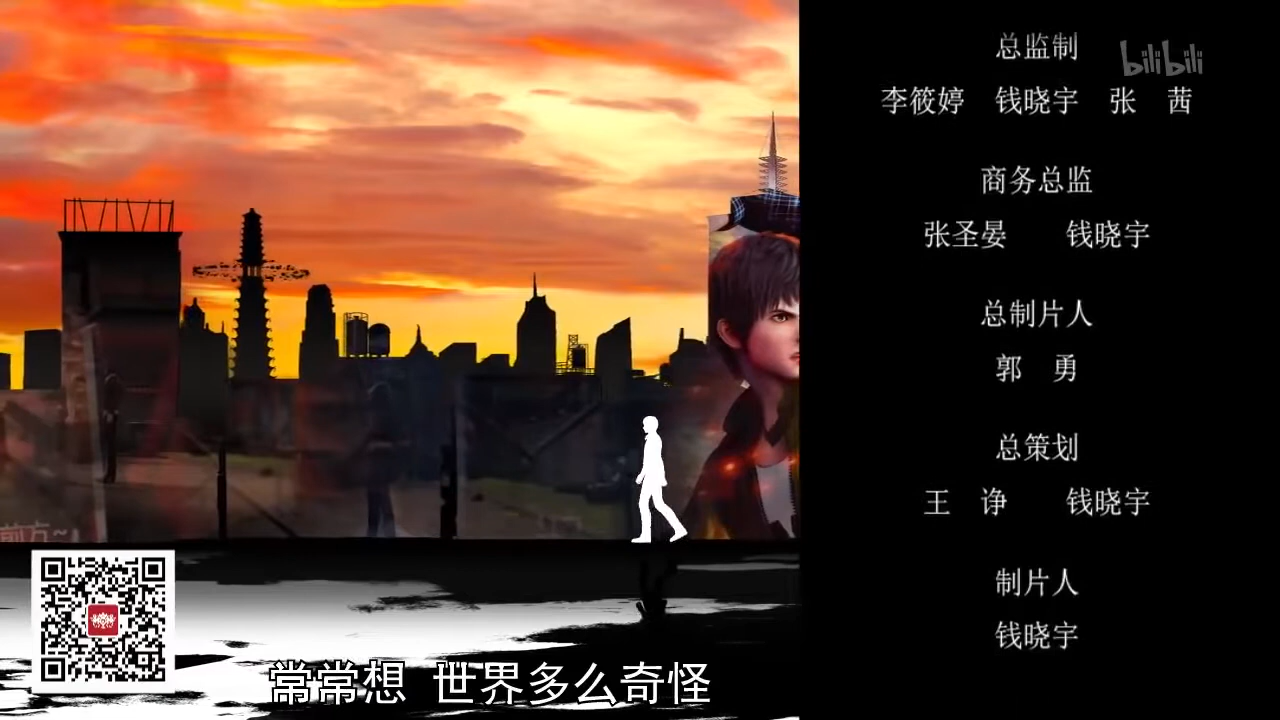 总监制
bilibili
李筱婷 钱晓宇 张 茜
商务总监
张圣晏 钱晓宇
总制片人
郭 勇
总策划
王 诤 钱晓宇
制片人
钱晓宇
前方~
常常想 世界多么奇怪